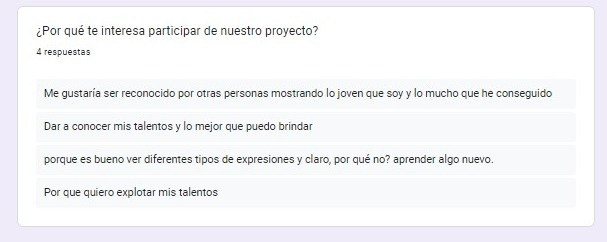 ¿Por qué te interesa participar de nuestro proyecto?
4 respuestas
Me gustaría ser reconocido por otras personas mostrando lo joven que soy y lo mucho que he conseguido
Dar a conocer mis talentos y lo mejor que puedo brindar
porque es bueno ver diferentes tipos de expresiones y claro, por qué no? aprender algo nuevo.
Por que quiero explotar mis talentos